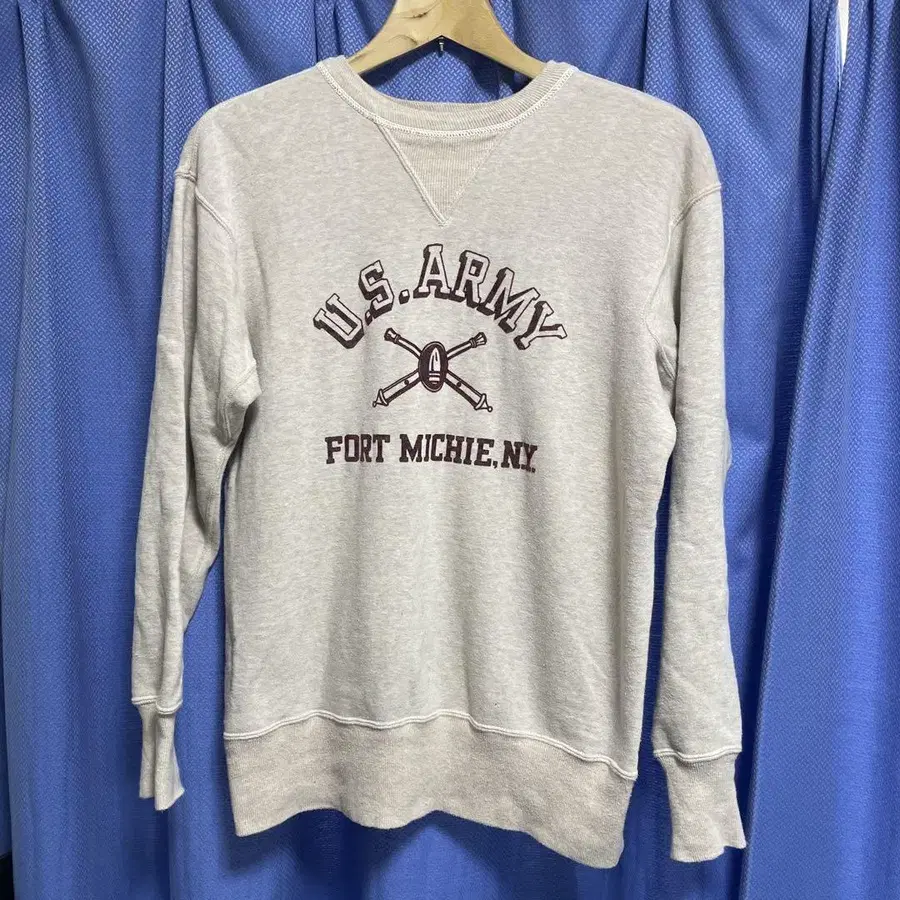 U.S. ARMY
FORT MICHIE, N.Y.